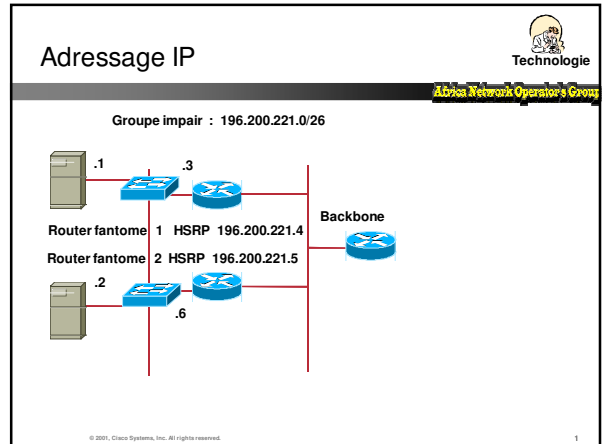 Adressage IP
Technologie
Africa Network Operator's Group
Groupe impair : 196.200.221.0/26
.1
.3
Backbone
Router fantome 1 HSRP 196.200.221.4
Router fantome 2 HSRP 196.200.221.5
.2
.6
© 2001, Cisco Systems, Inc. All rights reserved.
1